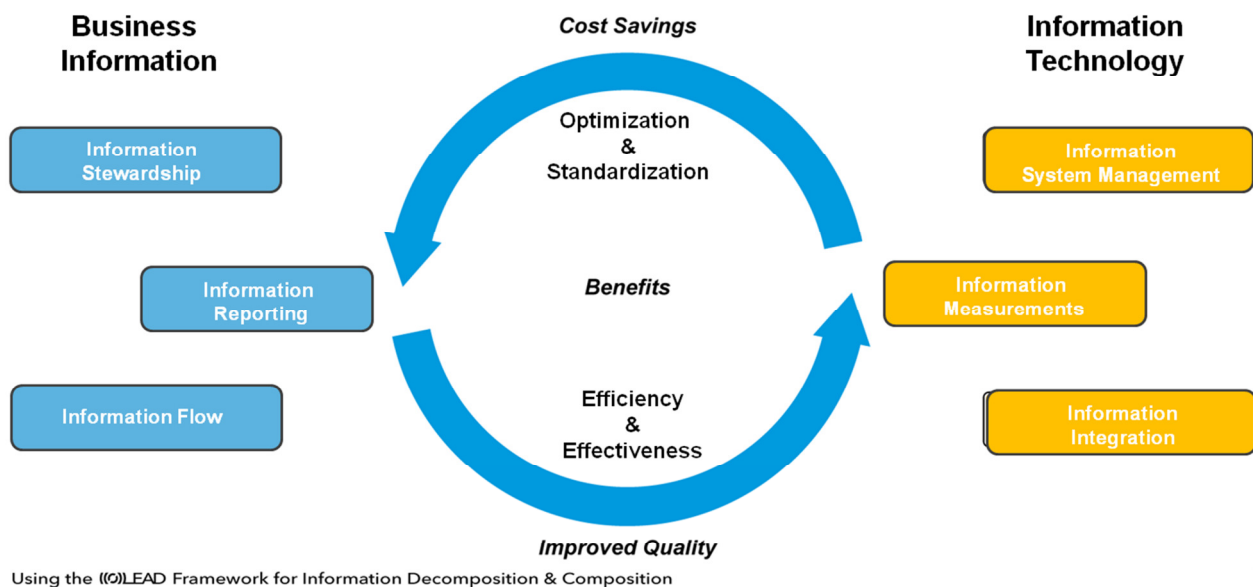 Business
Information
Cost Savings
Information
Technology
Optimization
&
Standardization
Information
Stewardship
Information
System Management
Information
Reporting
Benefits
Information
Measurements
Information Flow
Efficiency
&
Effectiveness
Information
Integration
Improved Quality
Using the ((O))LEAD Framework for Information Decomposition & Composition